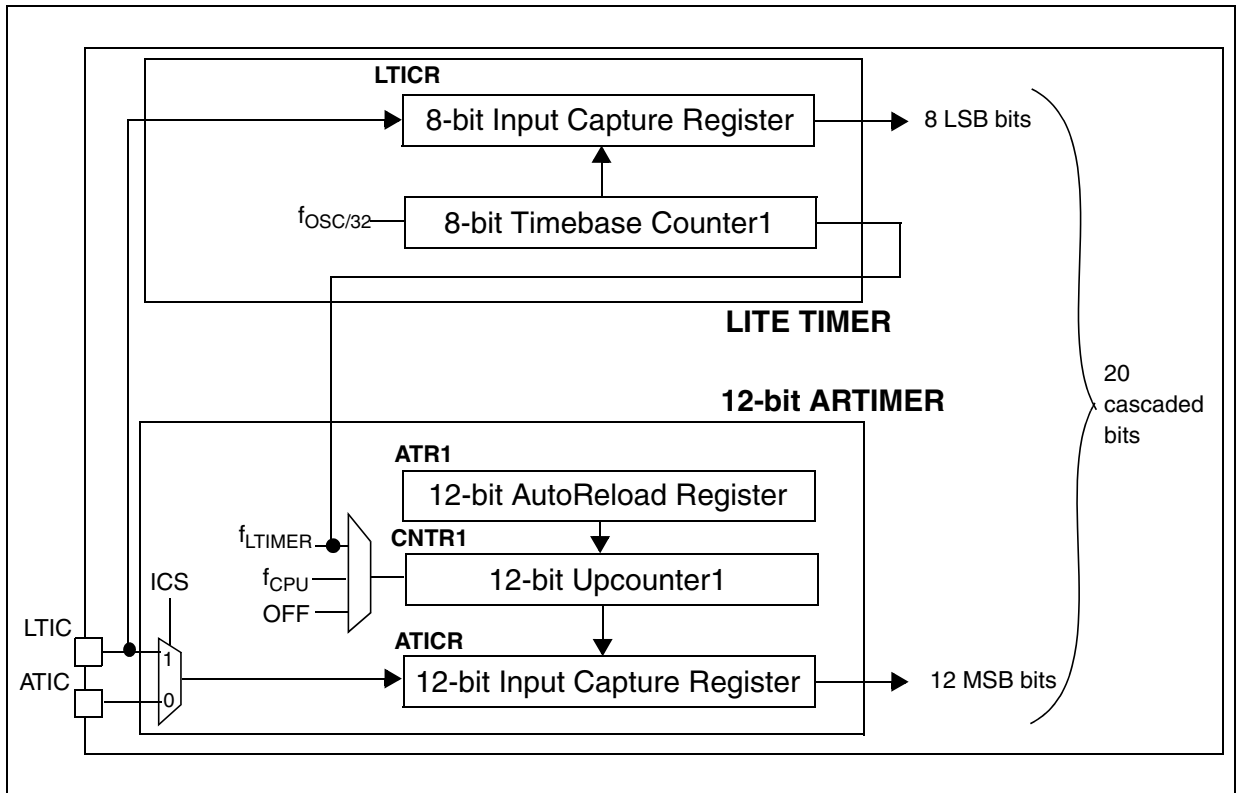 LTICR
8-bit Input Capture Register
8 LSB bits
fOSC/32
8-bit Timebase Counter1
LITE TIMER
20
cascaded
bits
12-bit ARTIMER
ATR1
12-bit AutoReload Register
fLTIMER
CNTR1
fCPU
12-bit Upcounter1
OFF
ICS
LTIC
ATICR
1
ATIC
12-bit Input Capture Register
12 MSB bits
0